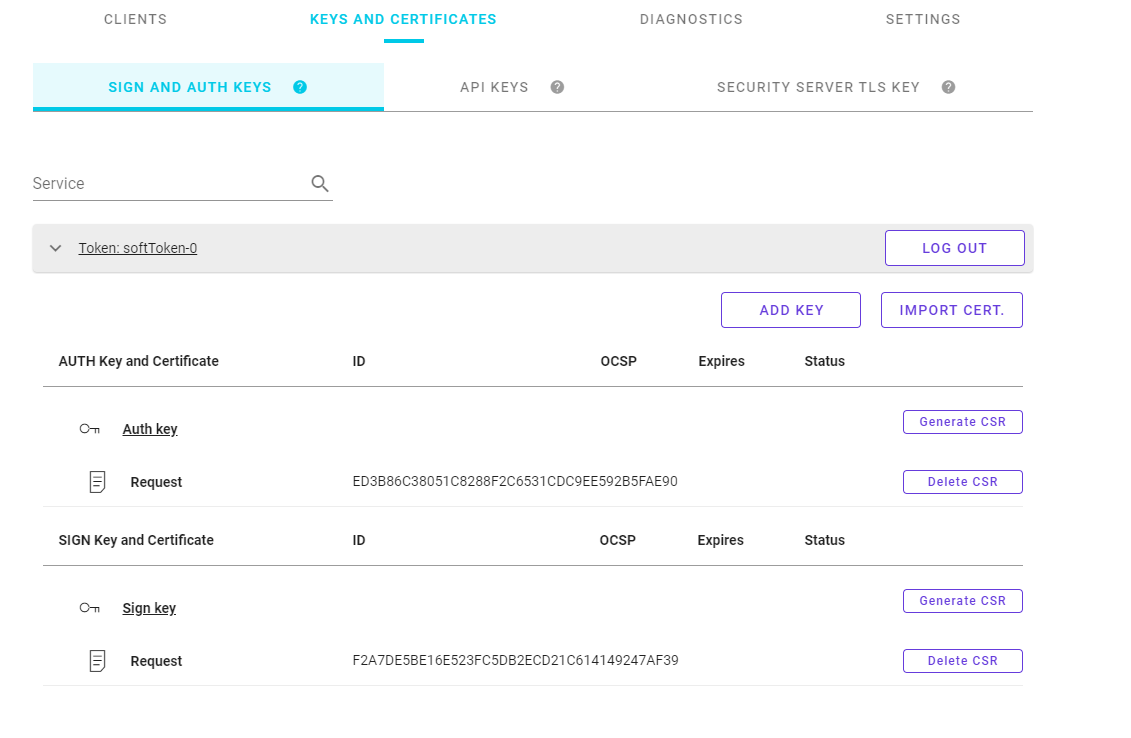 CLIENTS KEYS AND CERTIFICATES DIAGNOSTICS SETTINGS
SIGN AND AUTH KEYS ? API KEYS ? SECURITY SERVER TLS KEY ?
Service
Token: softToken-0 LOG OUT
ADD KEY IMPORT CERT.
AUTH Key and Certificate ID OCSP Expires Status
Auth key Generate CSR
Request ED3B86C38051C8288F2C6531CDC9EE592B5FAE90 Delete CSR
SIGN Key and Certificate ID OCSP Expires Status
Sign key Generate CSR
Request F2A7DE5BE16E523FC5DB2ECD21C614149247AF39 Delete CSR